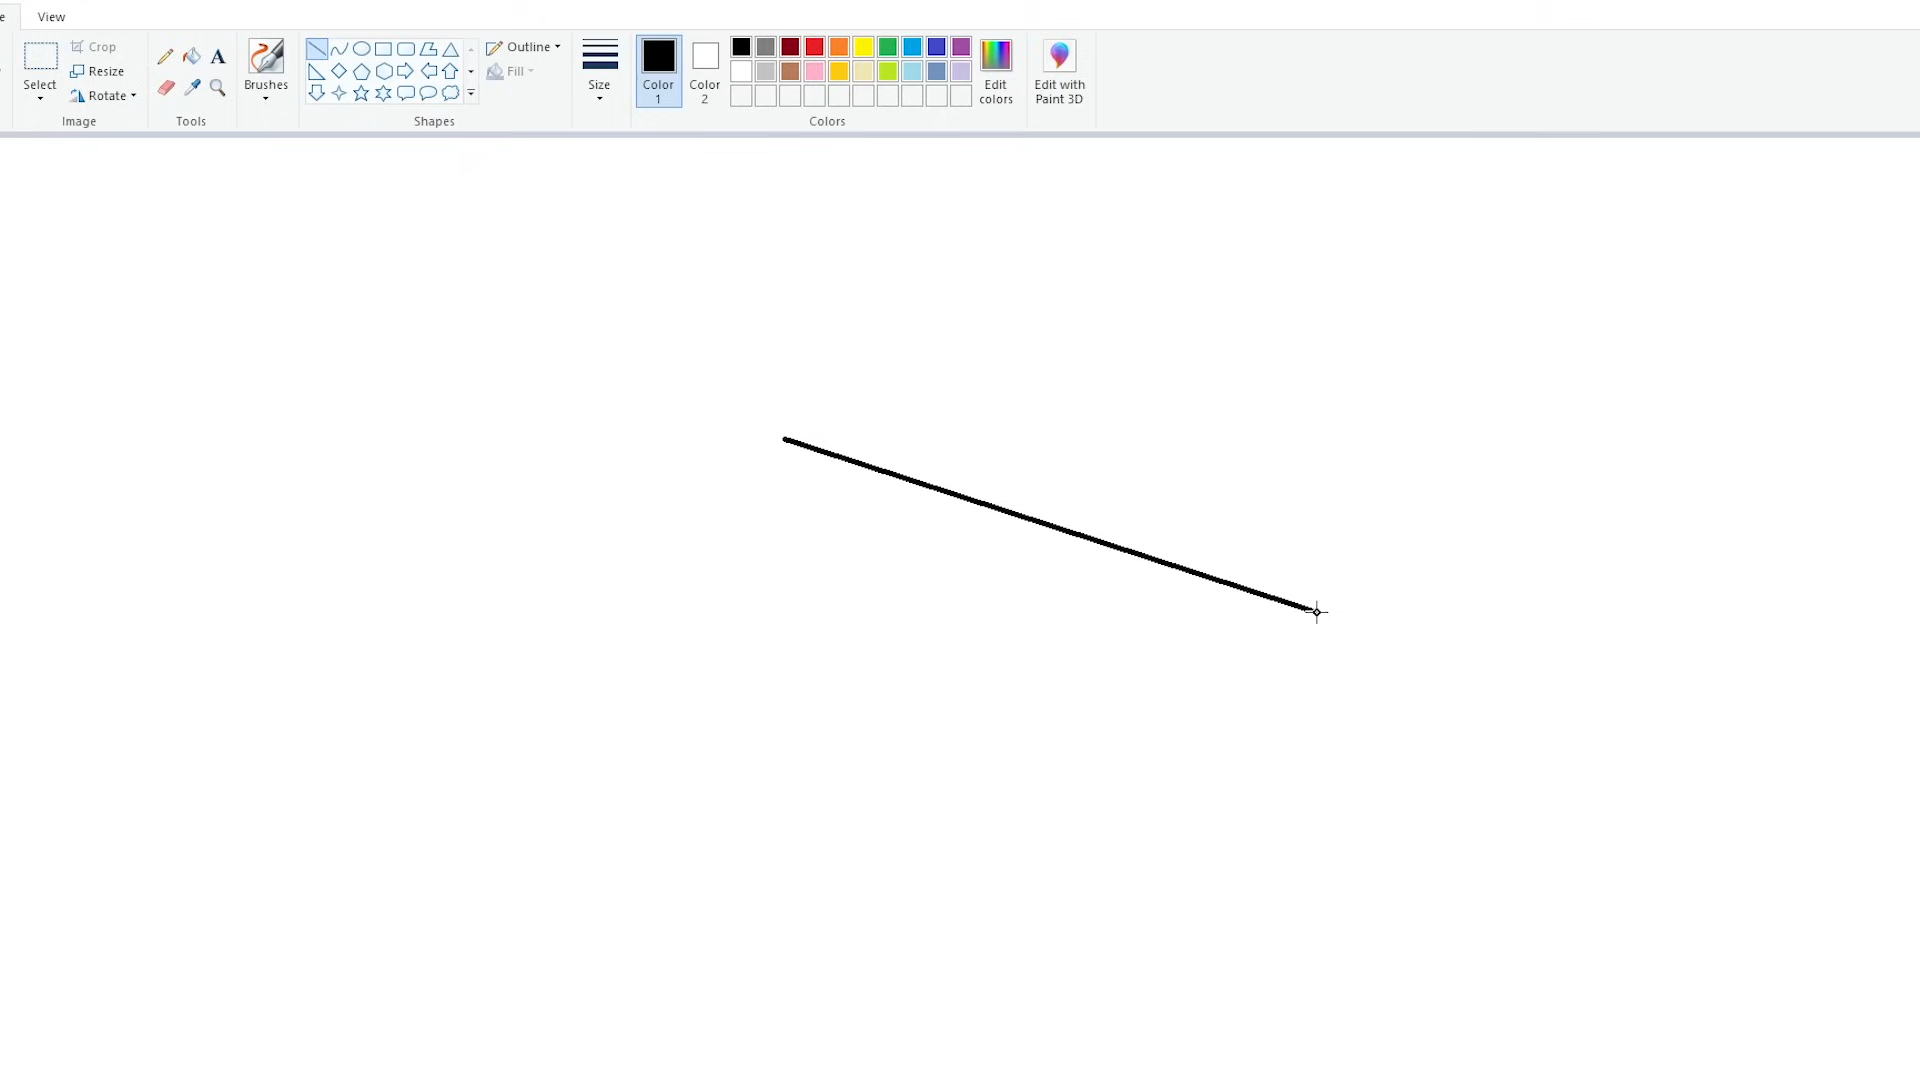 e View
Select
Crop
Resize
Rotate
Image
A
Tools
Brushes
Outline
Fill
Shapes
Size
Color 1
Color 2
Edit colors
Colors
Edit with Paint 3D